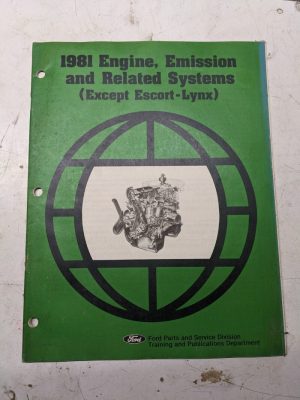 1981 Engine, Emission
and Related Systems
(Except Escort-Lynx)
Ford
Ford Parts and Service Division
Training and Publications Department